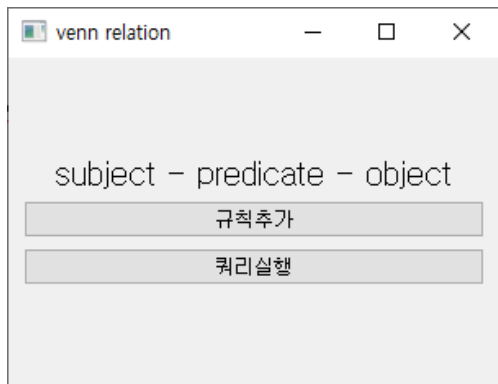 venn relation
subject - predicate - object
규칙추가
쿼리실행